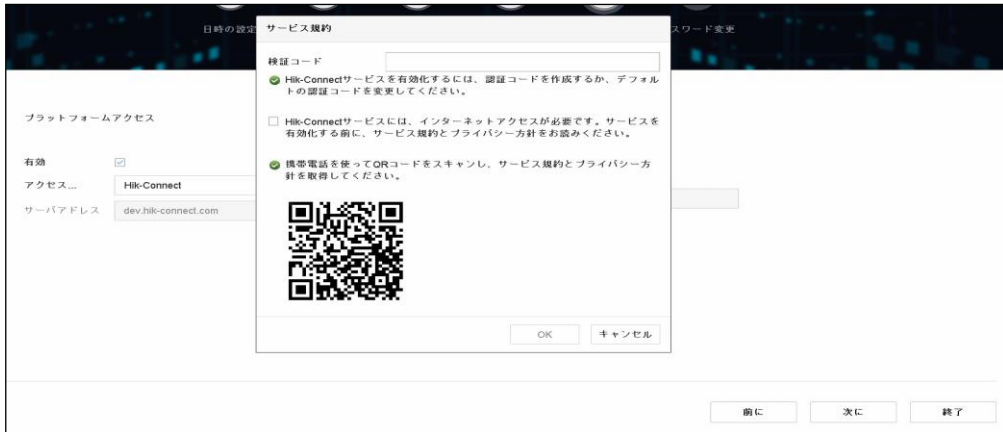 日時の設定
サービス規約
スワード変更
検証コード
Hik-Connectサービスを有効化するには、認証コードを作成するか、デフォル
トの認証コードを変更してください。
Hik-Connectサービスには、インターネットアクセスが必要です。サービスを
有効化する前に、サービス規約とプライバシー方針をお読みください。
携帯電話を使ってQRコードをスキャンし、サービス規約とプライバシー方
針を取得してください。
プラットフォームアクセス
有効
アクセス... Hik-Connect
サーバアドレス dev.hik-connect.com
OK キャンセル
前に 次に 終了